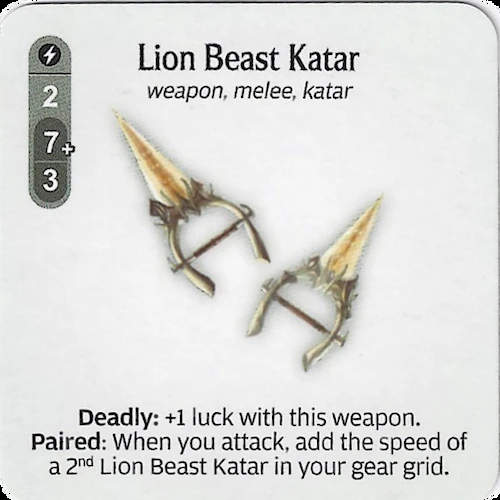 Lion Beast Katar
weapon, melee, katar
2
7+
3
Deadly: +1 luck with this weapon.
Paired: When you attack, add the speed of
a 2nd Lion Beast Katar in your gear grid.